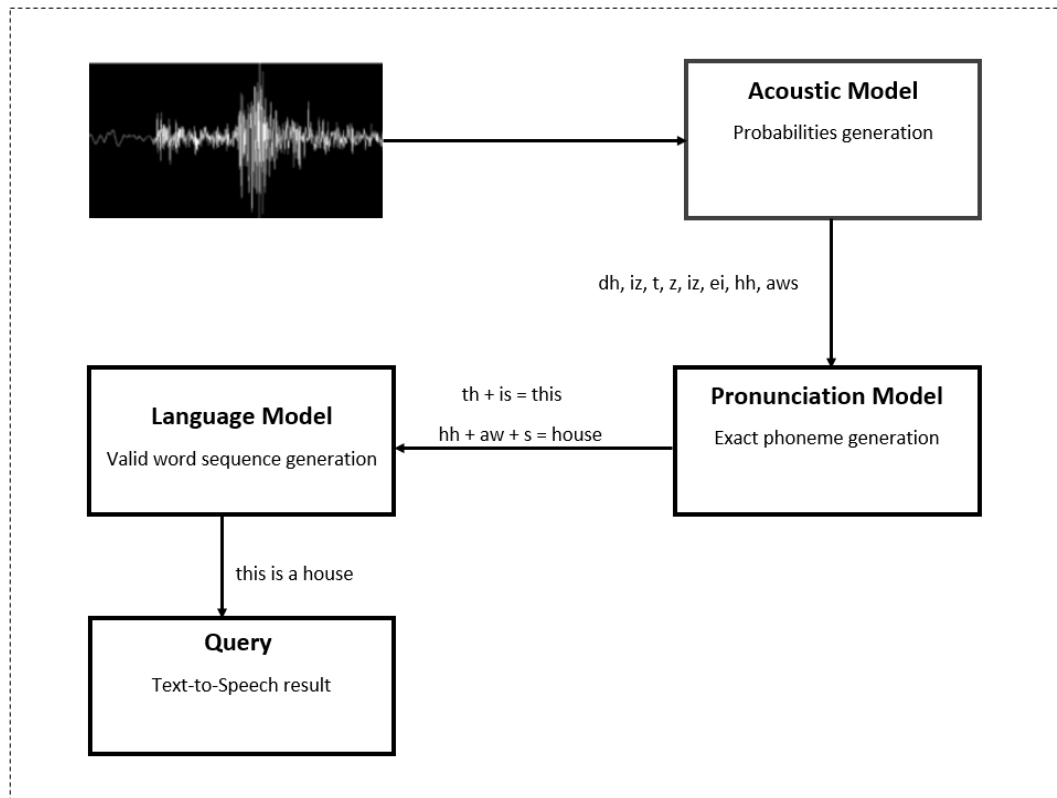 Acoustic Model
Probabilities generation
dh, iz, t, z, iz, ei, hh, aws
Pronunciation Model
Exact phoneme generation
th + is = this
hh + aw + s = house
Language Model
Valid word sequence generation
this is a house
Query
Text-to-Speech result